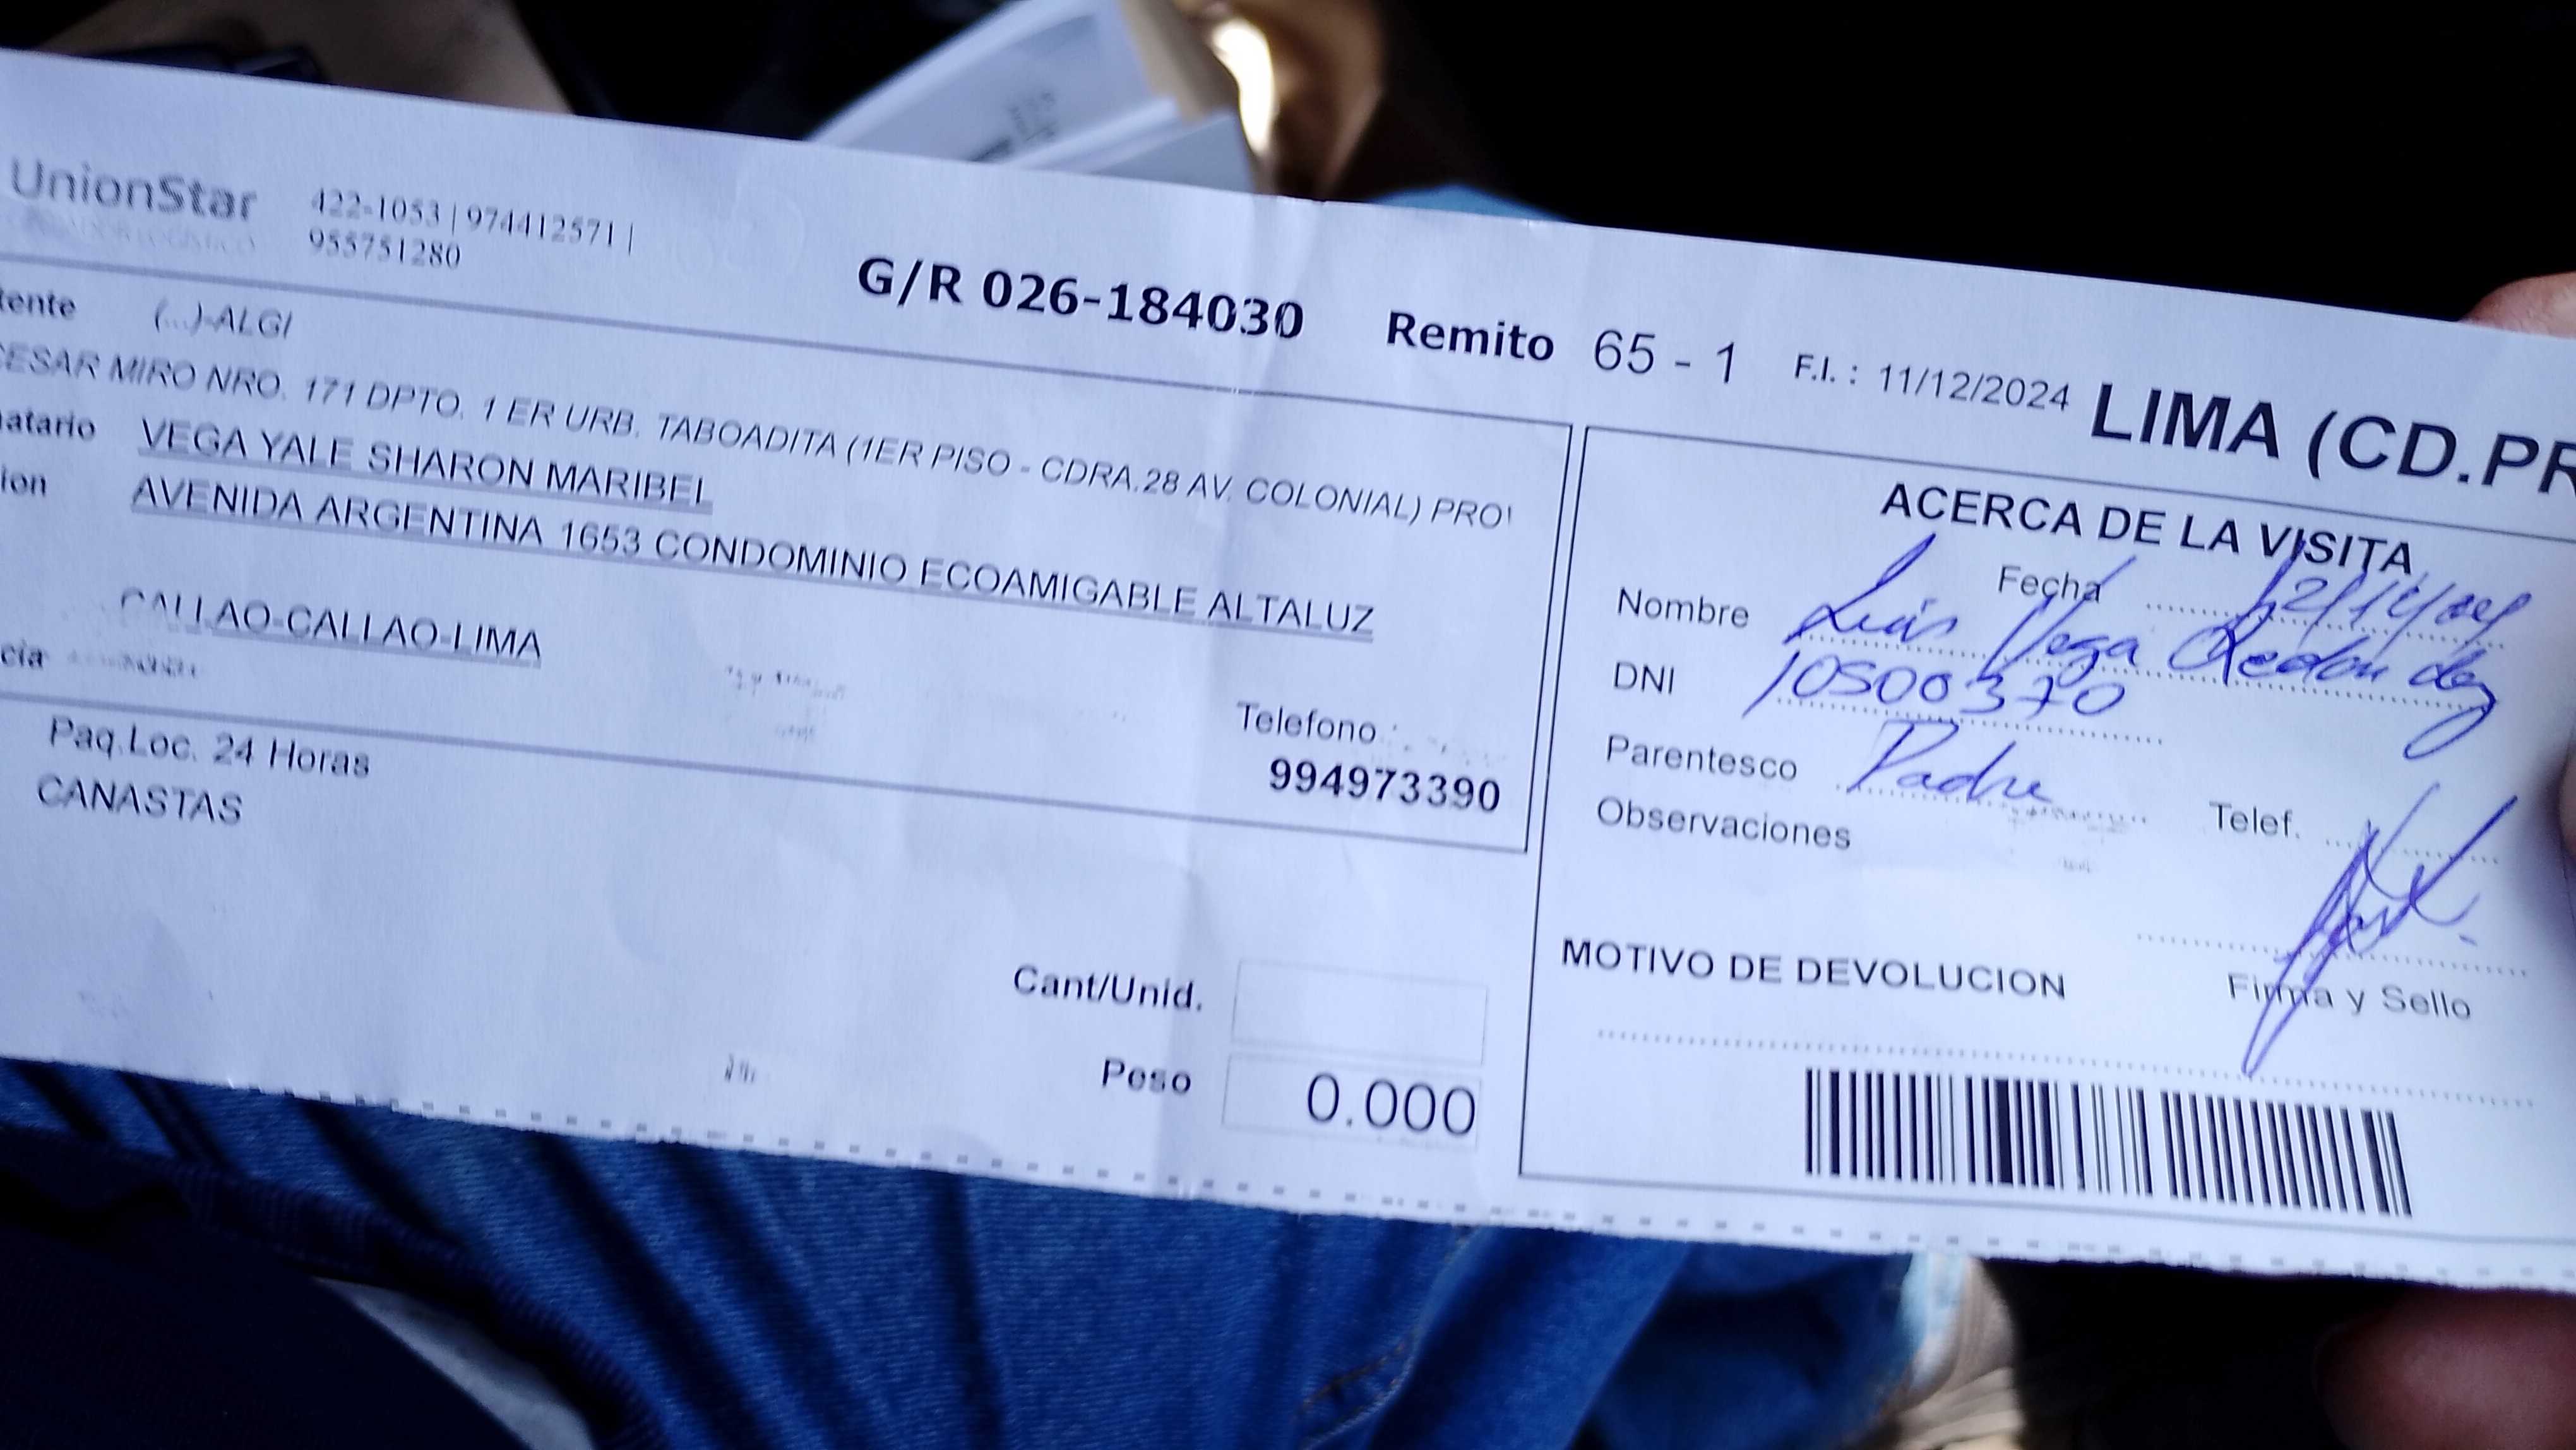 UnionStar
422-1053 | 974412571 |
955751280
G/R 026-184030 Remito 65 - 1 F.I. : 11/12/2024 LIMA (CD.PR
ente (...)-ALGI
CESAR MIRO NRO. 171 DPTO. 1 ER URB. TABOADITA (1ER PISO - CDRA.28 AV. COLONIAL) PRO
atario VEGA YALE SHARON MARIBEL
ion AVENIDA ARGENTINA 1653 CONDOMINIO ECOAMIGABLE ALTALUZ
CALLAO-CALLAO-LIMA
cia
Telefono :
994973390
Paq.Loc. 24 Horas
CANASTAS
Cant/Unid.
Peso 0.000
ACERCA DE LA VISITA
Fecha
Nombre Luis Vega Redondez
DNI 10500370
Parentesco Padre
Telef.
Observaciones
Firma y Sello
MOTIVO DE DEVOLUCION